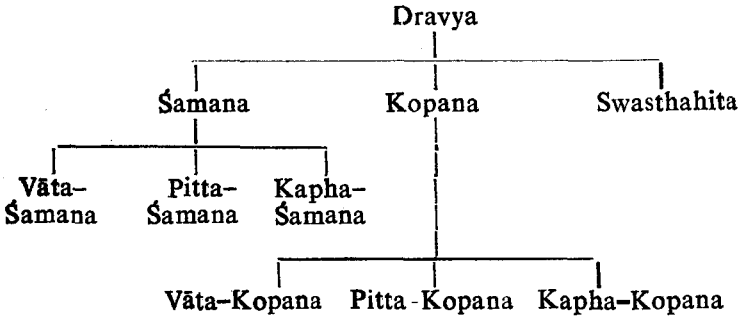 Dravya
Śamana Kopana Swasthahita
Vāta– Pitta– Kapha–
Śamana Śamana Śamana
Vāta–Kopana Pitta-Kopana Kapha–Kopana